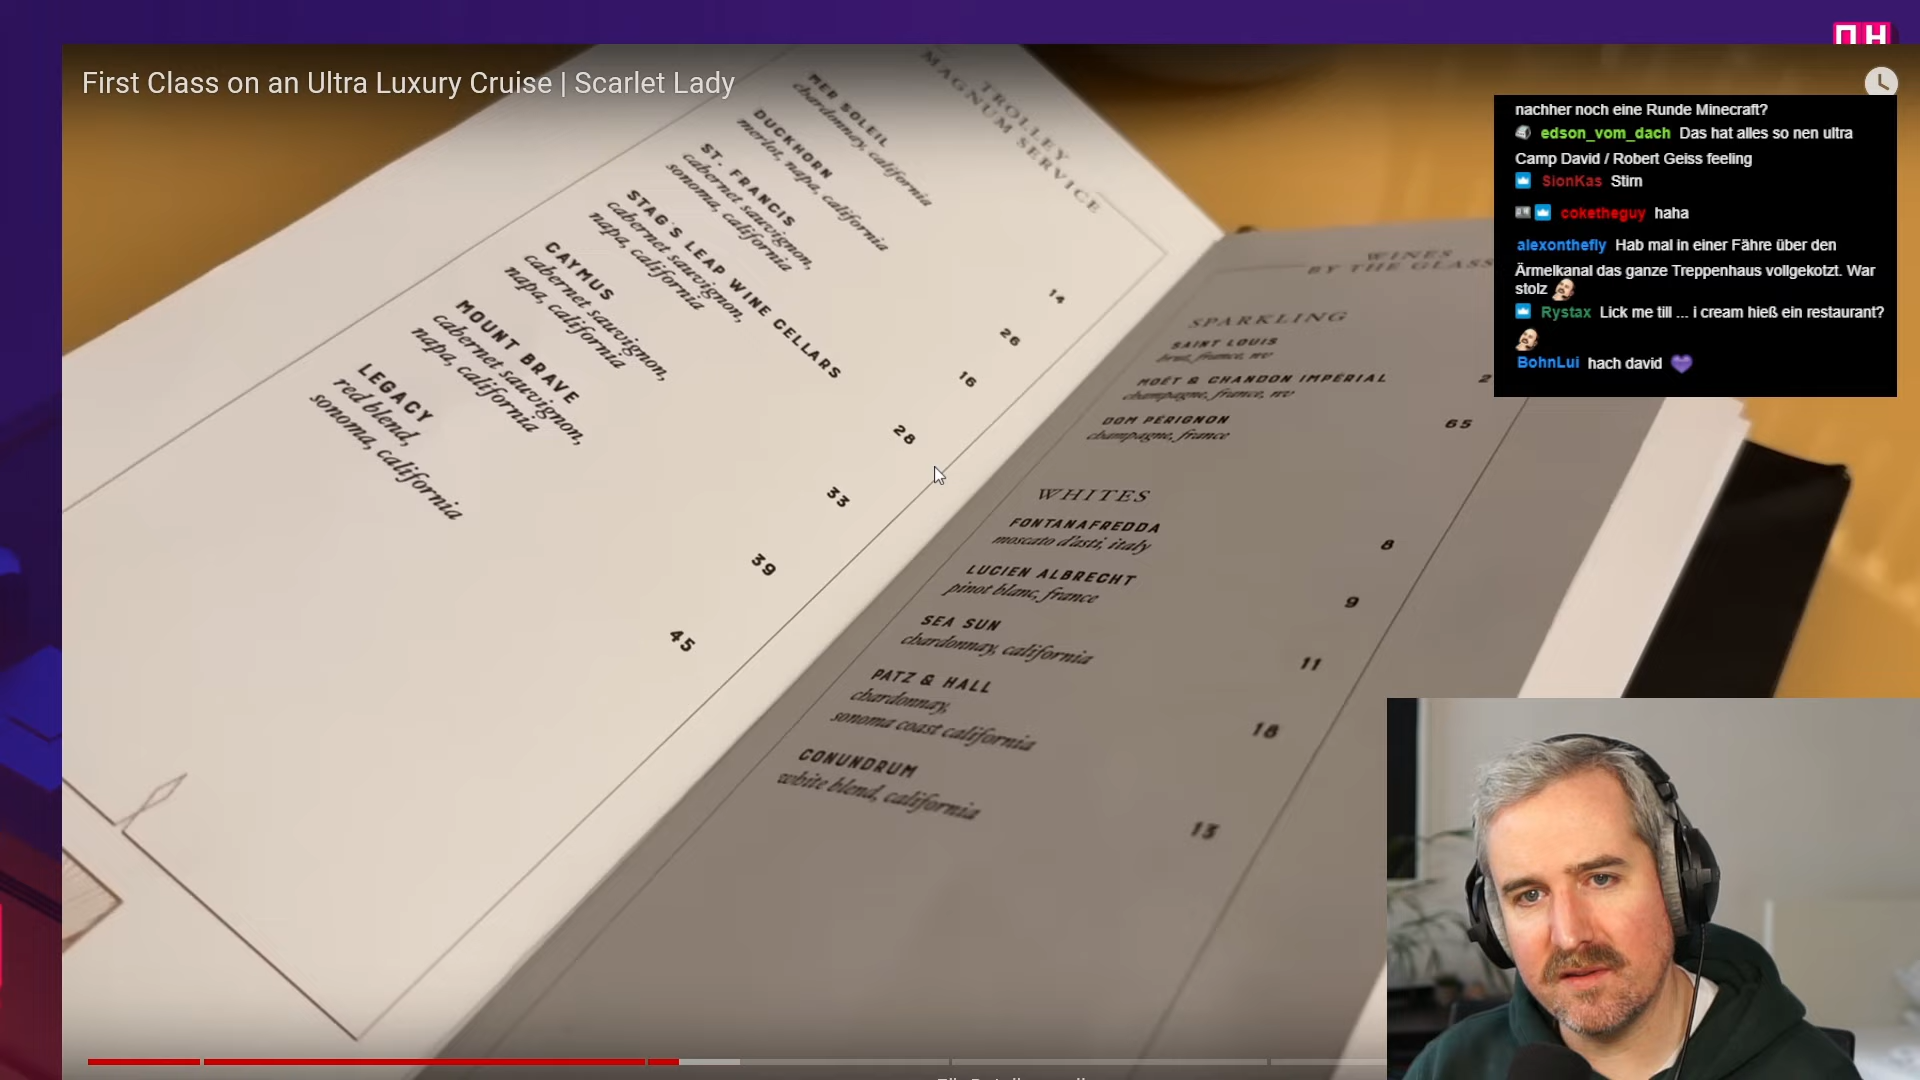 First Class on an Ultra Luxury Cruise | Scarlet Lady
TROLLEY
MAGNUM SERVICE
MER SOLEIL
chardonnay, california
14
DUCKHORN
merlot, napa, california
26
ST. FRANCIS
cabernet sauvignon,
sonoma, california
16
STAG'S LEAP WINE CELLARS
cabernet sauvignon,
napa, california
28
CAYMUS
cabernet sauvignon,
napa, california
33
MOUNT BRAVE
cabernet sauvignon,
napa, california
39
LEGACY
red blend,
sonoma, california
45
WINES
BY THE GLASS
SPARKLING
SAINT LOUIS
brut, france, nv
MOËT & CHANDON IMPÉRIAL
champagne, france, nv
DOM PÉRIGNON
champagne, france
65
WHITES
FONTANAFREDDA
moscato d'asti, italy
8
LUCIEN ALBRECHT
pinot blanc, france
9
SEA SUN
chardonnay, california
11
PATZ & HALL
chardonnay,
sonoma coast california
18
CONUNDRUM
white blend, california
13
nachher noch eine Runde Minecraft?
edson_vom_dach Das hat alles so nen ultra
Camp David / Robert Geiss feeling
SionKas Stirn
coketheguy haha
alexonthefly Hab mal in einer Fähre über den
Ärmelkanal das ganze Treppenhaus vollgekotzt. War
stolz
Rystax Lick me till ... i cream hieß ein restaurant?
BohnLui hach david